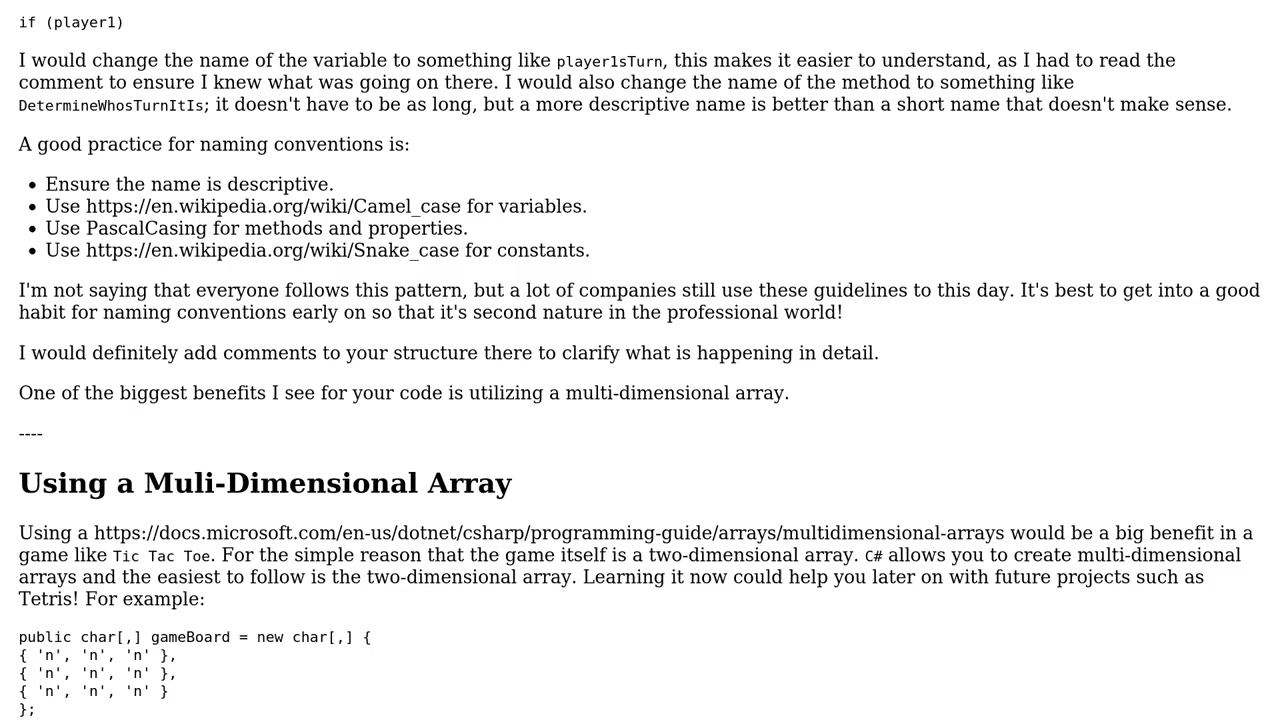 if (player1)
I would change the name of the variable to something like player1sTurn, this makes it easier to understand, as I had to read the
comment to ensure I knew what was going on there. I would also change the name of the method to something like
DetermineWhosTurnItIs; it doesn't have to be as long, but a more descriptive name is better than a short name that doesn't make sense.
A good practice for naming conventions is:
• Ensure the name is descriptive.
• Use https://en.wikipedia.org/wiki/Camel_case for variables.
• Use PascalCasing for methods and properties.
• Use https://en.wikipedia.org/wiki/Snake_case for constants.
I'm not saying that everyone follows this pattern, but a lot of companies still use these guidelines to this day. It's best to get into a good
habit for naming conventions early on so that it's second nature in the professional world!
I would definitely add comments to your structure there to clarify what is happening in detail.
One of the biggest benefits I see for your code is utilizing a multi-dimensional array.
----
Using a Muli-Dimensional Array
Using a https://docs.microsoft.com/en-us/dotnet/csharp/programming-guide/arrays/multidimensional-arrays would be a big benefit in a
game like Tic Tac Toe. For the simple reason that the game itself is a two-dimensional array. C# allows you to create multi-dimensional
arrays and the easiest to follow is the two-dimensional array. Learning it now could help you later on with future projects such as
Tetris! For example:
public char[,] gameBoard = new char[,] {
{ 'n', 'n', 'n' },
{ 'n', 'n', 'n' },
{ 'n', 'n', 'n' }
};